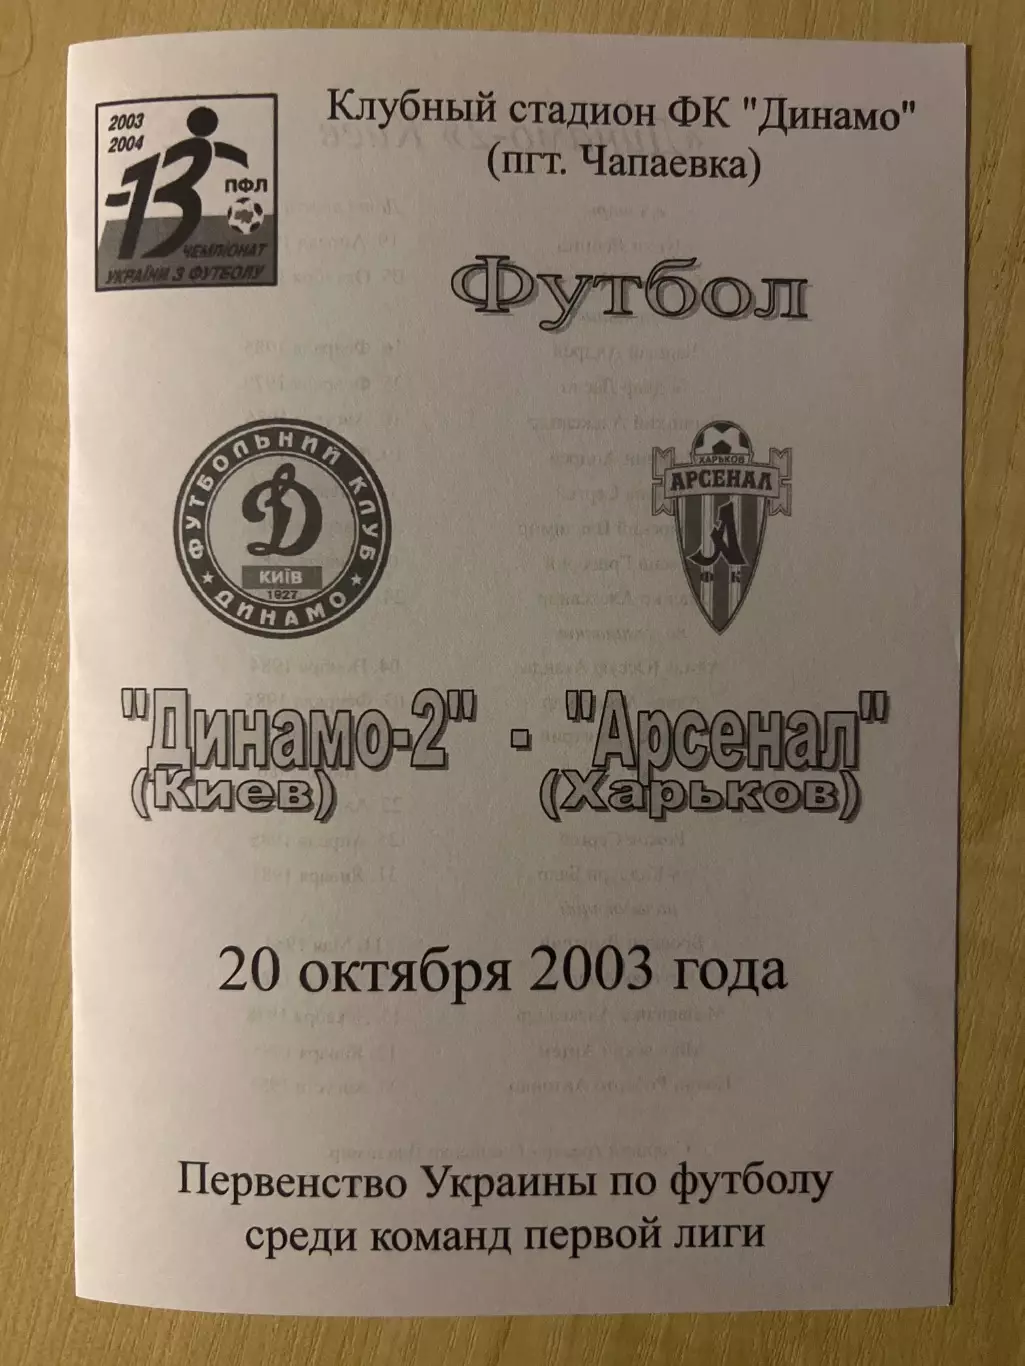 Клубный стадион ФК "Динамо"
(пгт. Чапаевка)
2003
2004
13
ПФЛ
ЧЕМПІОНАТ
УКРАЇНИ З ФУТБОЛУ
Футбол
ФУТБОЛЬНИЙ КЛУБ
Д
КИЇВ
1927
ДИНАМО
ХАРЬКОВ
АРСЕНАЛ
А
ФК
"Динамо-2" - "Арсенал"
(Киев) (Харьков)
20 октября 2003 года
Первенство Украины по футболу
среди команд первой лиги